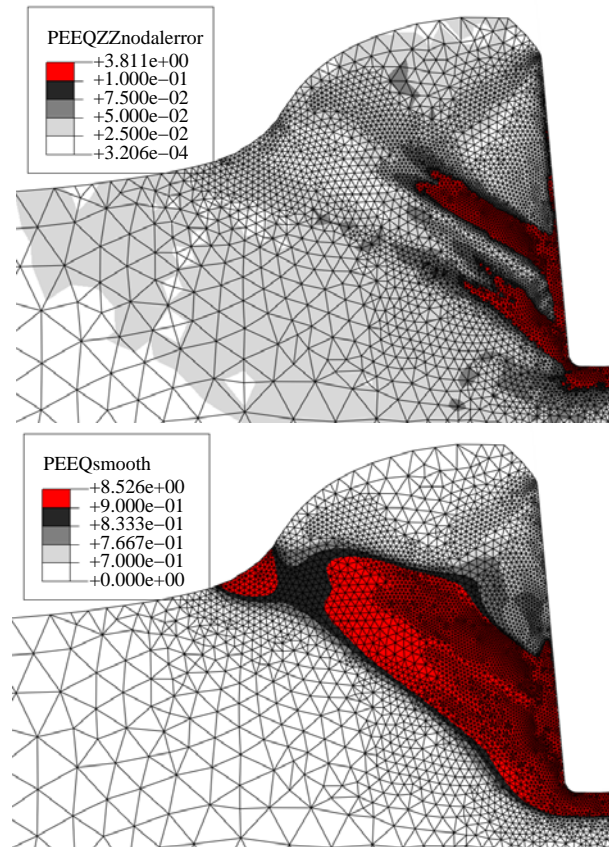 PEEQZZnodalerror
+3.811e+00
+1.000e-01
+7.500e-02
+5.000e-02
+2.500e-02
+3.206e-04
PEEQsmooth
+8.526e+00
+9.000e-01
+8.333e-01
+7.667e-01
+7.000e-01
+0.000e+00